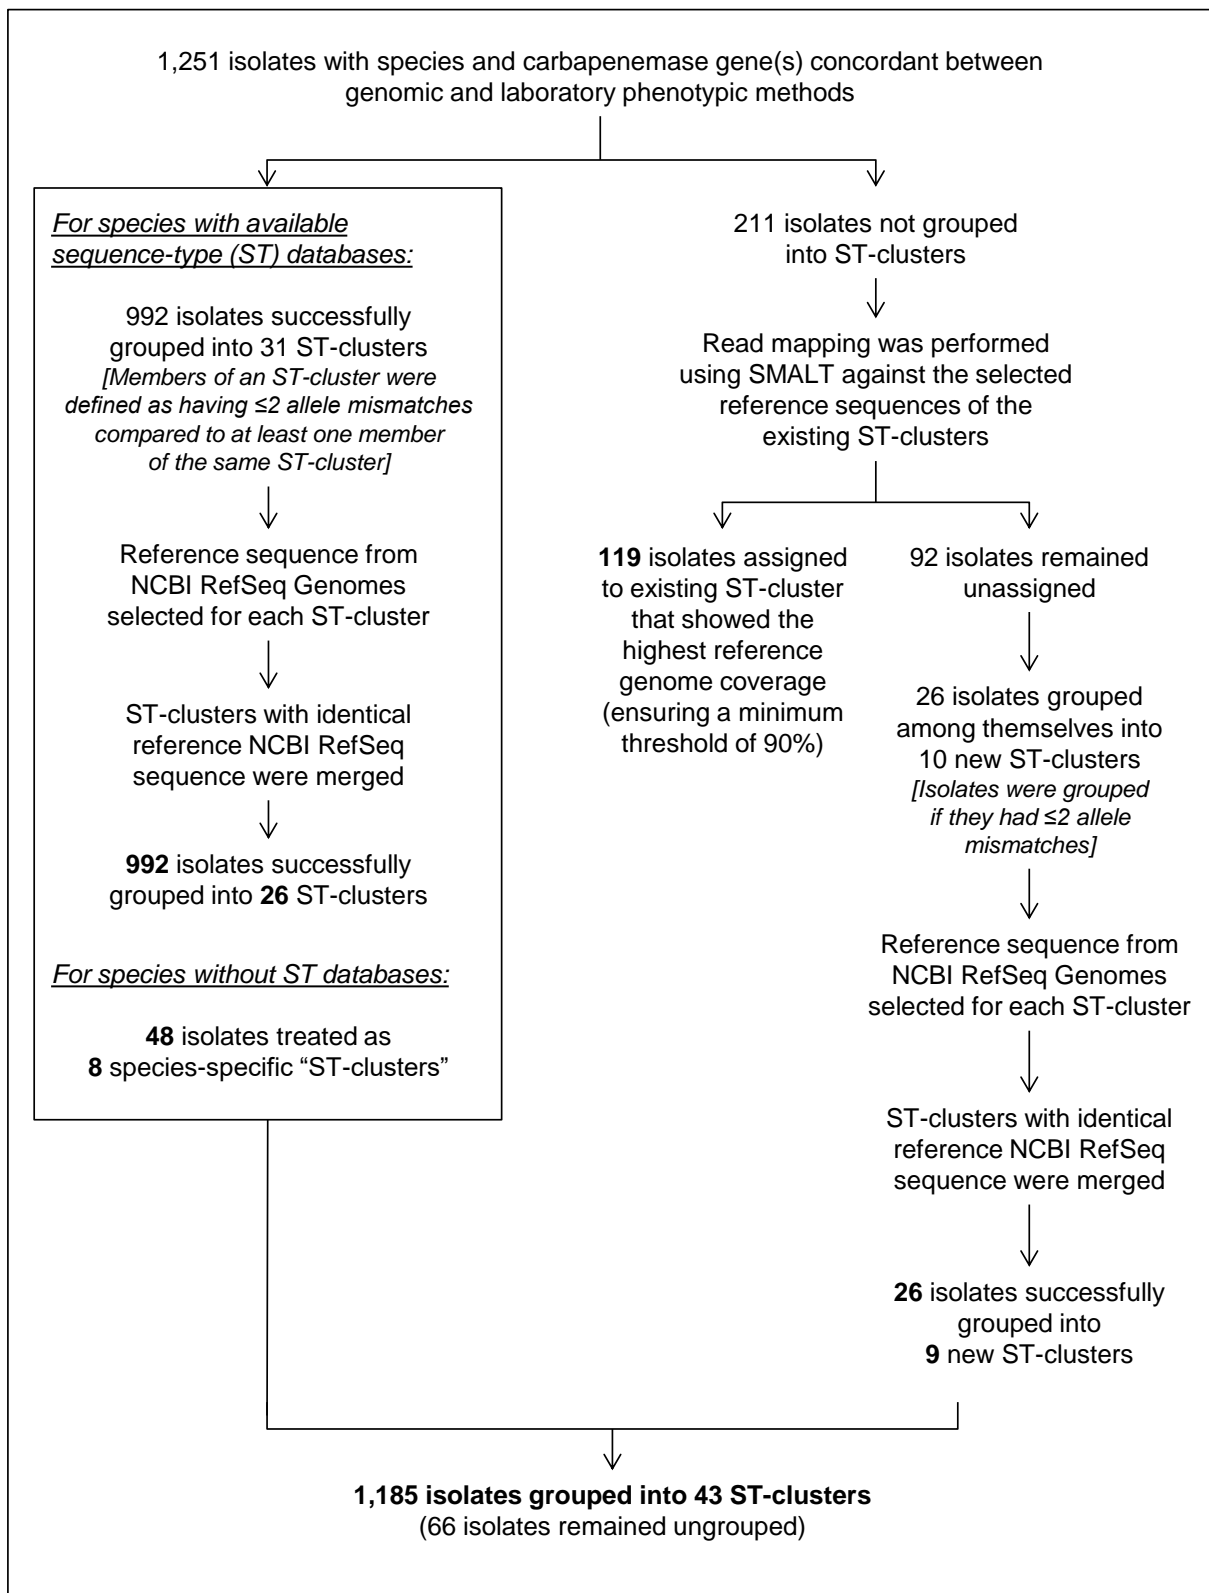 1,251 isolates with species and carbapenemase gene(s) concordant between
genomic and laboratory phenotypic methods
For species with available
sequence-type (ST) databases:
992 isolates successfully
grouped into 31 ST-clusters
[Members of an ST-cluster were
defined as having ≤2 allele mismatches
compared to at least one member
of the same ST-cluster]
Reference sequence from
NCBI RefSeq Genomes
selected for each ST-cluster
ST-clusters with identical
reference NCBI RefSeq
sequence were merged
992 isolates successfully
grouped into 26 ST-clusters
For species without ST databases:
48 isolates treated as
8 species-specific “ST-clusters”
211 isolates not grouped
into ST-clusters
Read mapping was performed
using SMALT against the selected
reference sequences of the
existing ST-clusters
119 isolates assigned
to existing ST-cluster
that showed the
highest reference
genome coverage
(ensuring a minimum
threshold of 90%)
92 isolates remained
unassigned
26 isolates grouped
among themselves into
10 new ST-clusters
[Isolates were grouped
if they had ≤2 allele
mismatches]
Reference sequence from
NCBI RefSeq Genomes
selected for each ST-cluster
ST-clusters with identical
reference NCBI RefSeq
sequence were merged
26 isolates successfully
grouped into
9 new ST-clusters
1,185 isolates grouped into 43 ST-clusters
(66 isolates remained ungrouped)